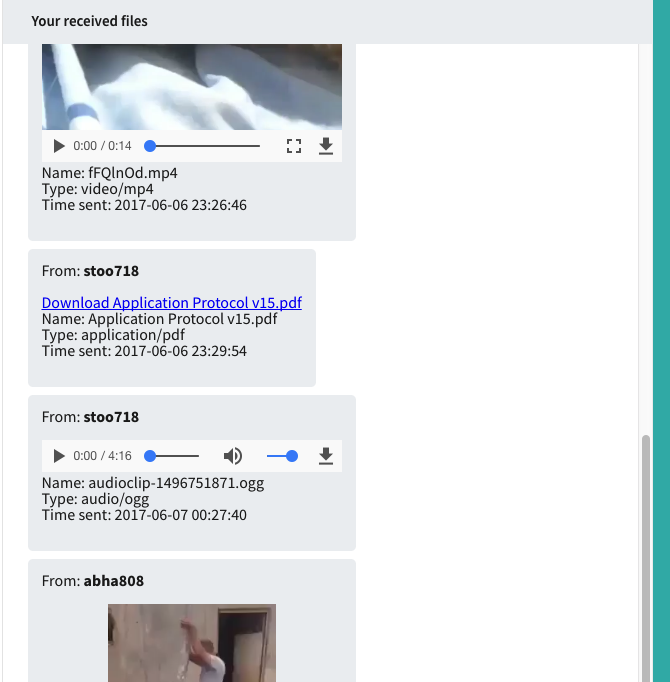 Your received files
0:00 / 0:14
Name: fFQlnOd.mp4
Type: video/mp4
Time sent: 2017-06-06 23:26:46
From: stoo718
Download Application Protocol v15.pdf
Name: Application Protocol v15.pdf
Type: application/pdf
Time sent: 2017-06-06 23:29:54
From: stoo718
0:00 / 4:16
Name: audioclip-1496751871.ogg
Type: audio/ogg
Time sent: 2017-06-07 00:27:40
From: abha808